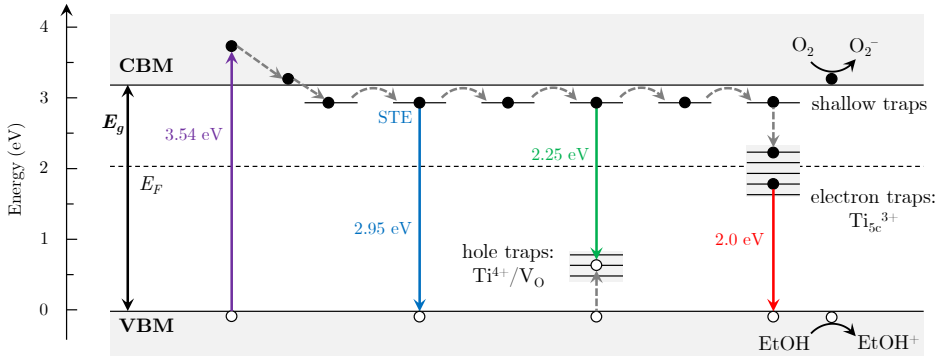 4
3
2
1
0
Energy (eV)
CBM
E_g
E_F
VBM
3.54 eV
STE
2.95 eV
2.25 eV
hole traps:
Ti⁴⁺/V_O
2.0 eV
O₂ O₂⁻
shallow traps
electron traps:
Ti₅c³⁺
EtOH EtOH⁺